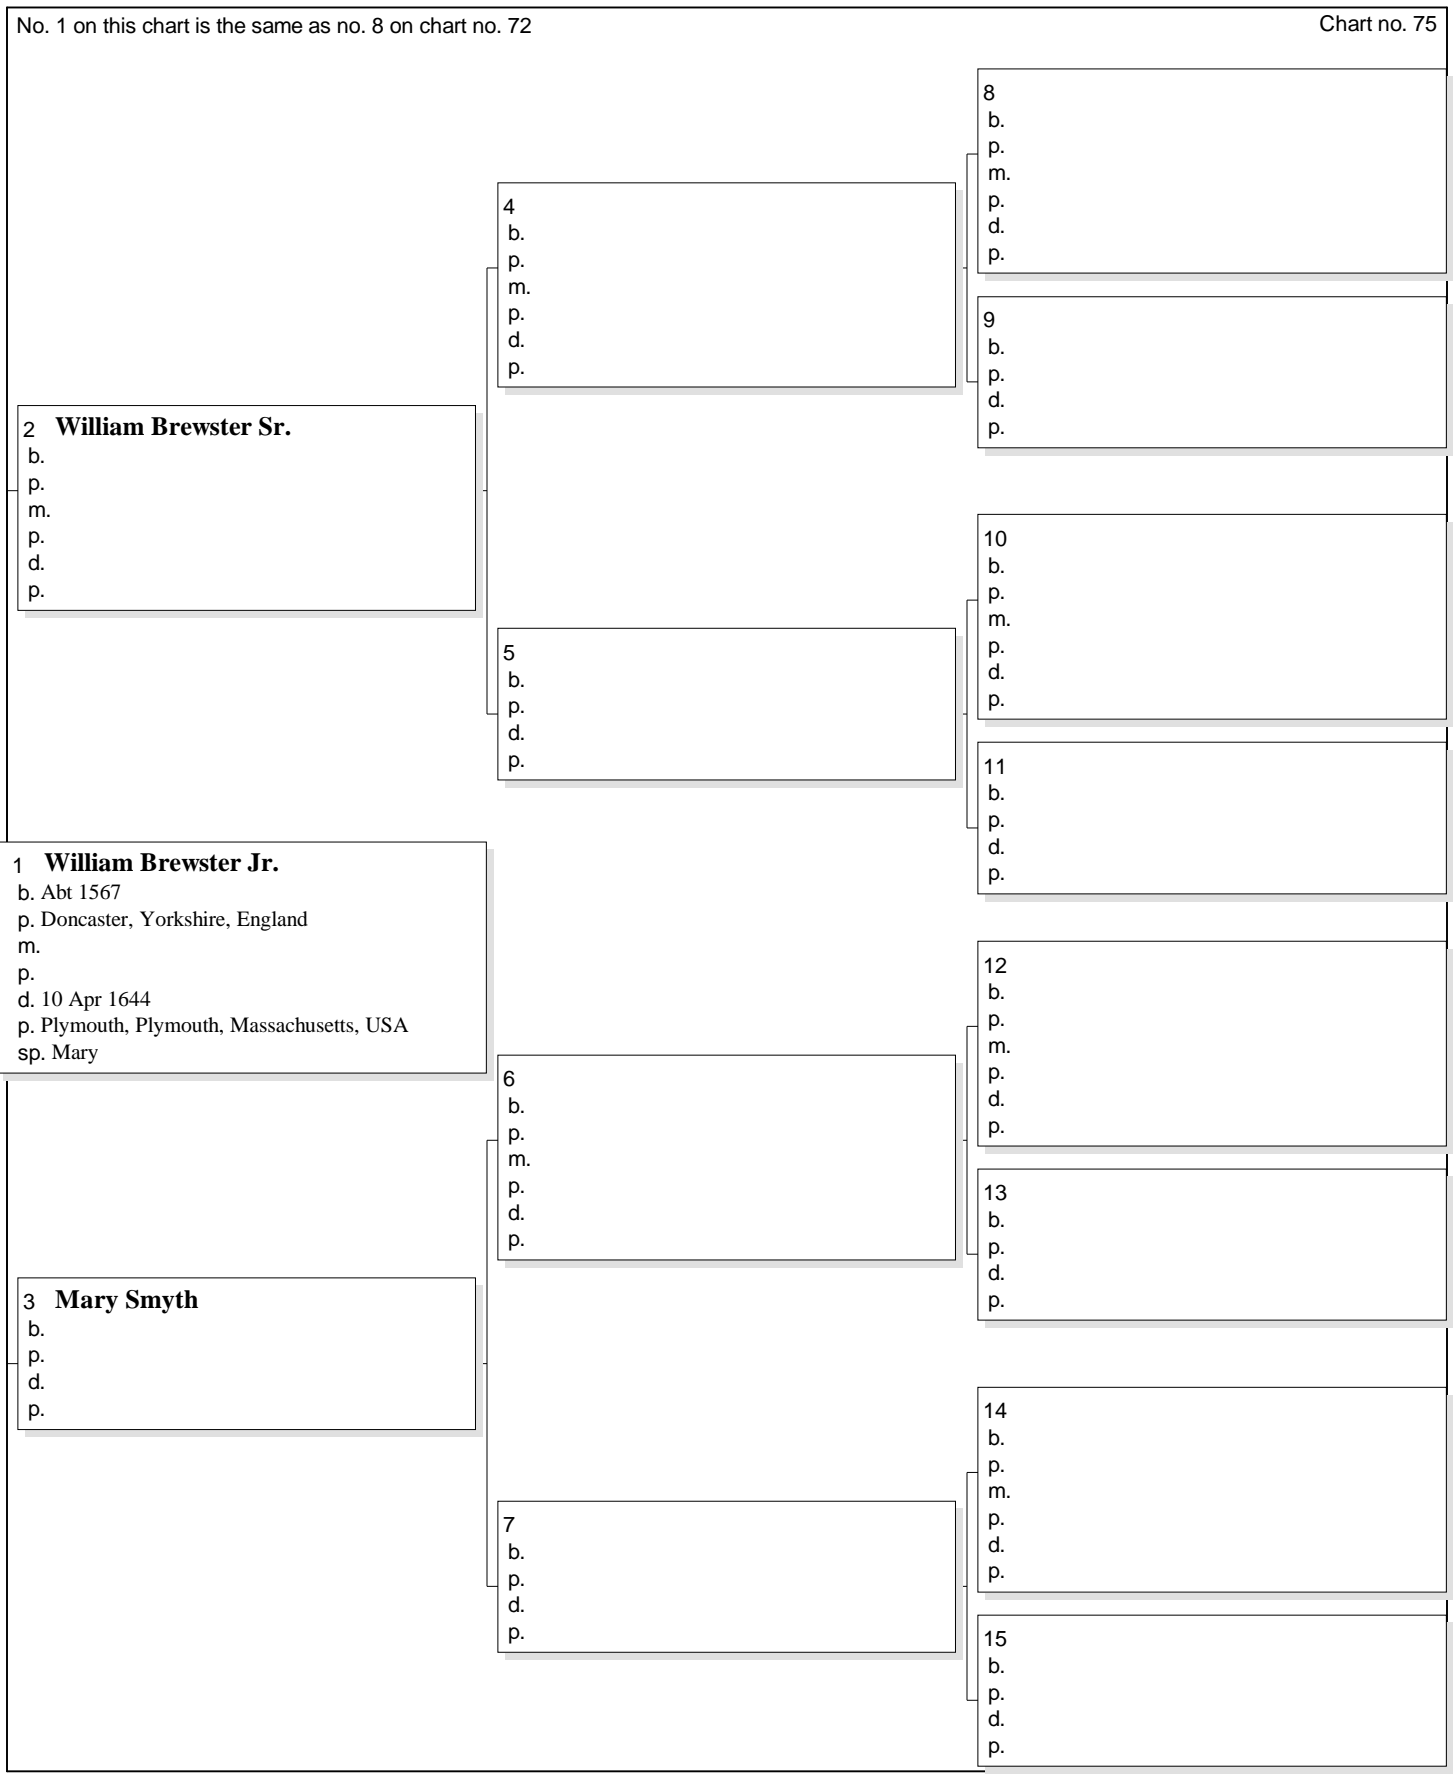 No. 1 on this chart is the same as no. 8 on chart no. 72
Chart no. 75
8
b.
p.
m.
p.
d.
p.
4
b.
p.
m.
p.
d.
p.
9
b.
p.
d.
p.
2 William Brewster Sr.
b.
p.
m.
p.
d.
p.
10
b.
p.
m.
p.
d.
p.
5
b.
p.
d.
p.
11
b.
p.
d.
p.
1 William Brewster Jr.
b. Abt 1567
p. Doncaster, Yorkshire, England
m.
p.
d. 10 Apr 1644
p. Plymouth, Plymouth, Massachusetts, USA
sp. Mary
12
b.
p.
m.
p.
d.
p.
6
b.
p.
m.
p.
d.
p.
13
b.
p.
d.
p.
3 Mary Smyth
b.
p.
d.
p.
14
b.
p.
m.
p.
d.
p.
7
b.
p.
d.
p.
15
b.
p.
d.
p.